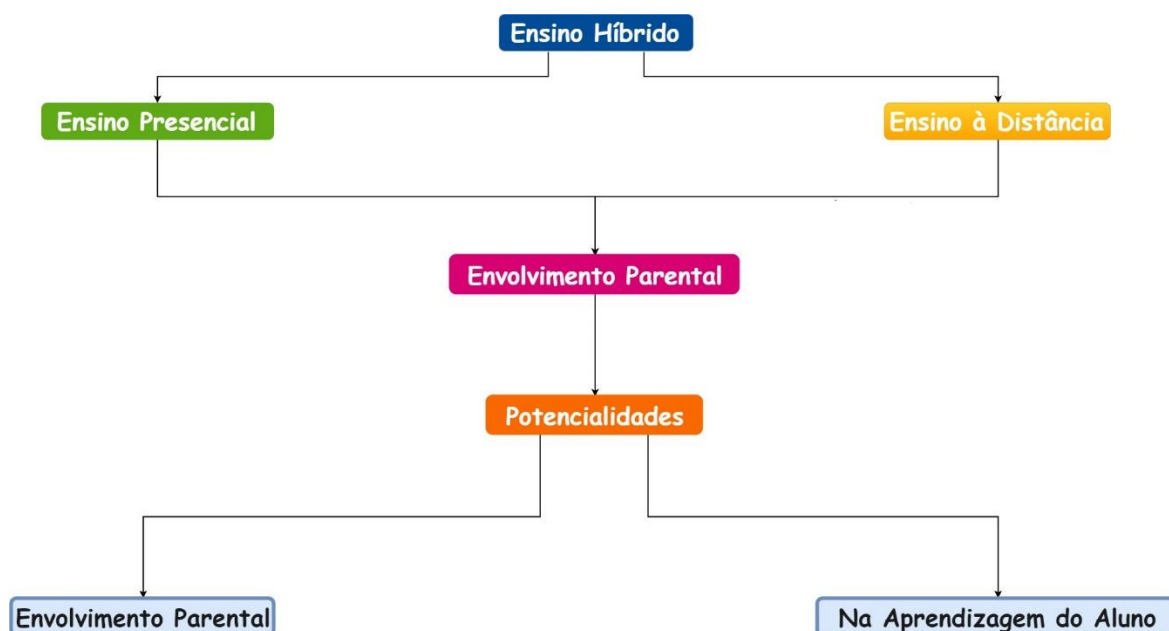 Ensino Híbrido
Ensino Presencial
Ensino à Distância
Envolvimento Parental
Potencialidades
Envolvimento Parental
Na Aprendizagem do Aluno